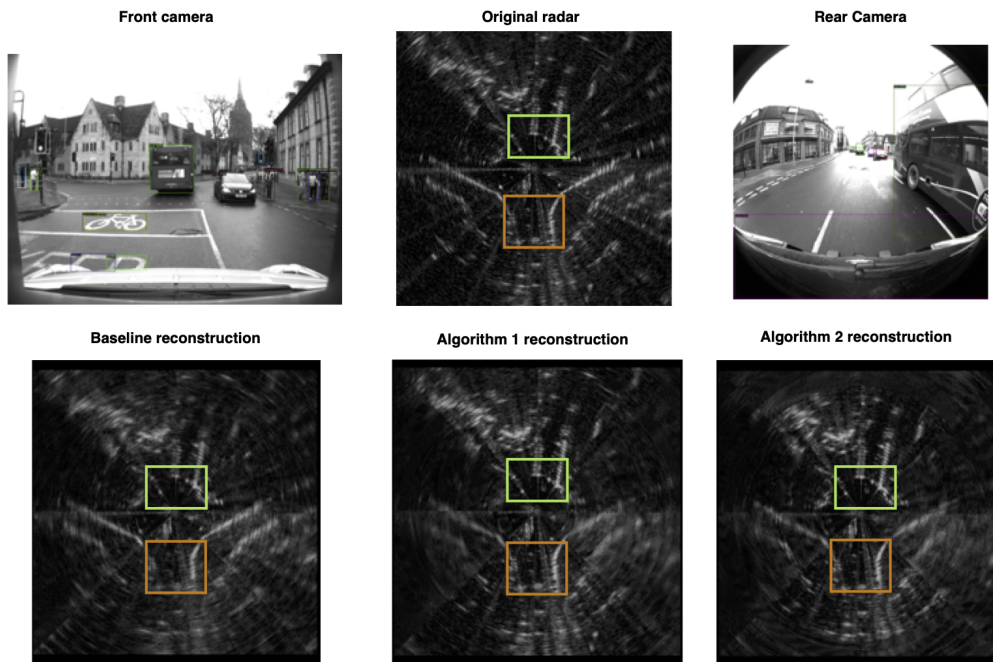 Front camera
Original radar
Rear Camera
Baseline reconstruction
Algorithm 1 reconstruction
Algorithm 2 reconstruction